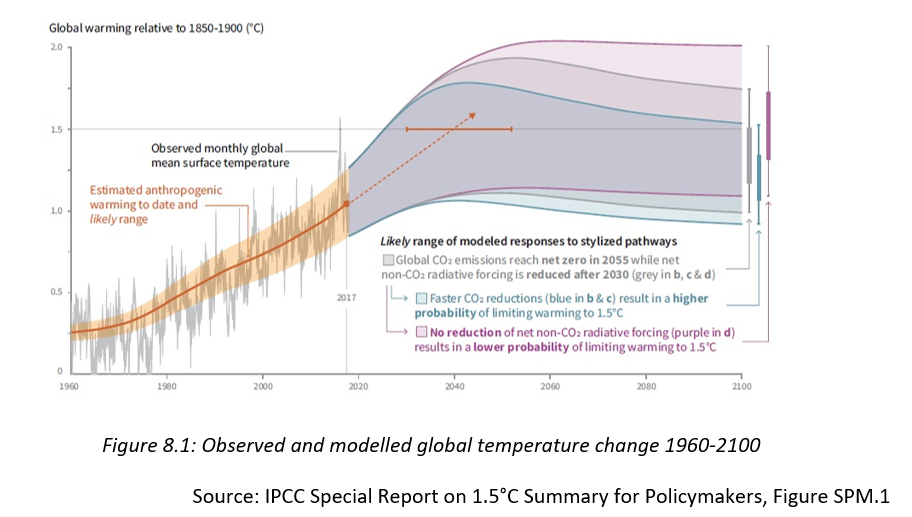 Global warming relative to 1850-1900 (°C)
2.0
1.5
Observed monthly global
mean surface temperature
Estimated anthropogenic
warming to date and
likely range
1.0
Likely range of modeled responses to stylized pathways
Global CO₂ emissions reach net zero in 2055 while net
non-CO₂ radiative forcing is reduced after 2030 (grey in b, c & d)
0.5
2017
Faster CO₂ reductions (blue in b & c) result in a higher
probability of limiting warming to 1.5°C
No reduction of net non-CO₂ radiative forcing (purple in d)
results in a lower probability of limiting warming to 1.5°C
0
1960 1980 2000 2020 2040 2060 2080 2100
Figure 8.1: Observed and modelled global temperature change 1960-2100
Source: IPCC Special Report on 1.5°C Summary for Policymakers, Figure SPM.1